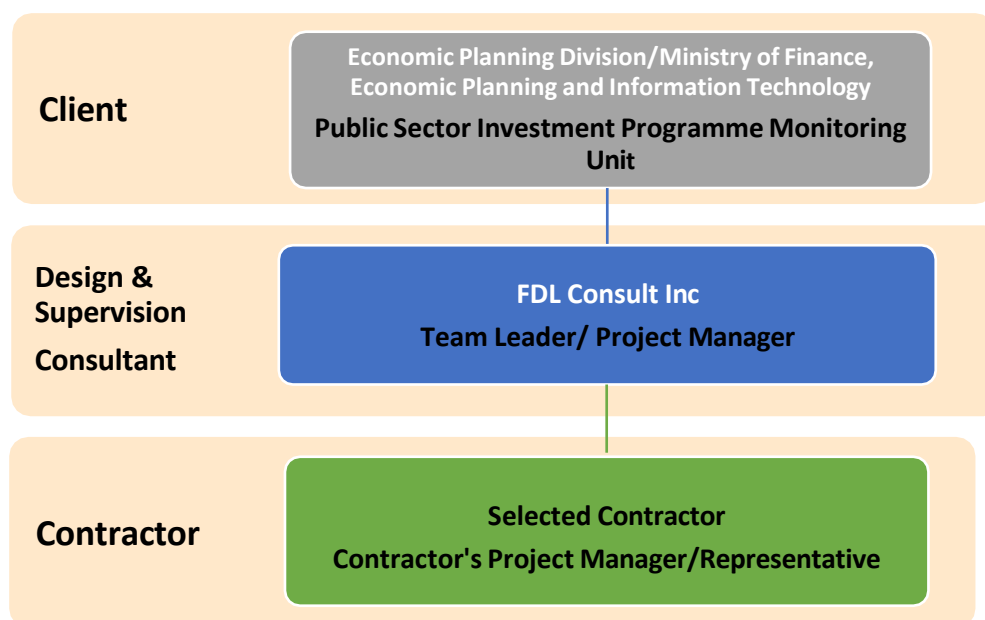 Client
Economic Planning Division/Ministry of Finance,
Economic Planning and Information Technology
Public Sector Investment Programme Monitoring
Unit
Design &
Supervision
Consultant
FDL Consult Inc
Team Leader/ Project Manager
Contractor
Selected Contractor
Contractor's Project Manager/Representative